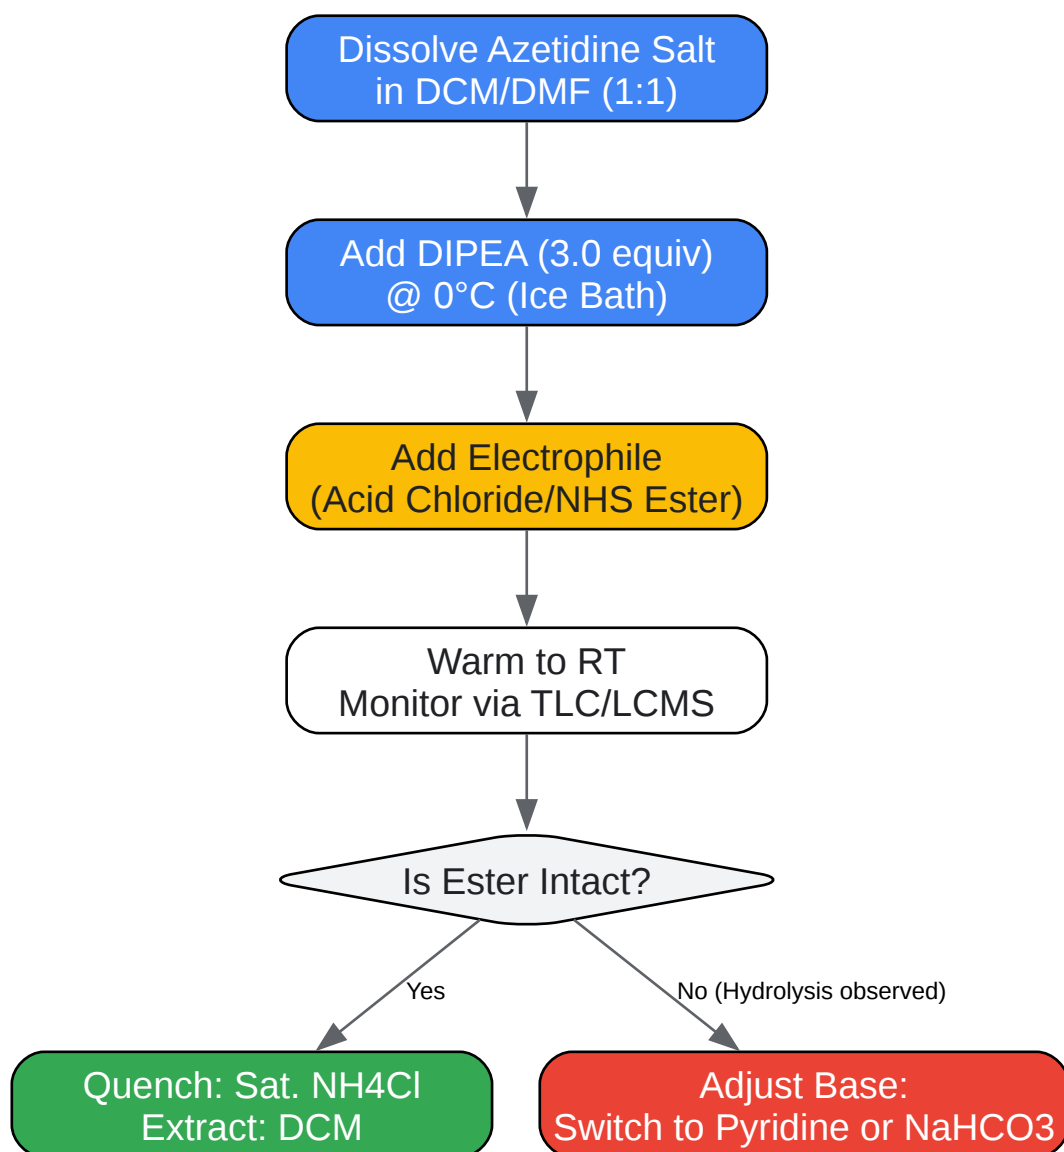 Dissolve Azetidine Salt
in DCM/DMF (1:1)
Add DIPEA (3.0 equiv)
@ 0°C (Ice Bath)
Add Electrophile
(Acid Chloride/NHS Ester)
Warm to RT
Monitor via TLC/LCMS
Is Ester Intact?
Yes
No (Hydrolysis observed)
Quench: Sat. NH4Cl
Extract: DCM
Adjust Base:
Switch to Pyridine or NaHCO3